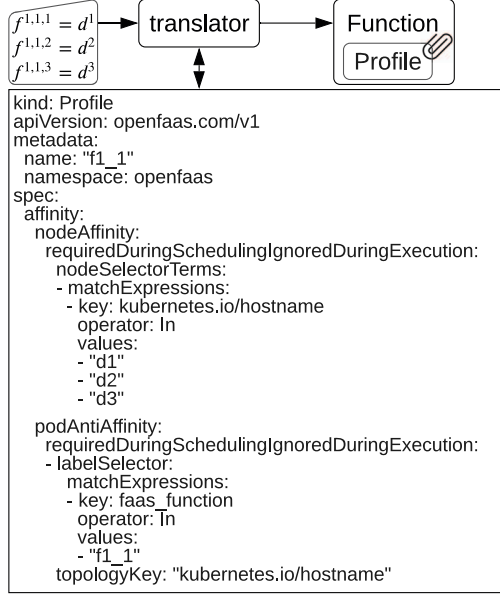 f^{1,1,1} = d^1
f^{1,1,2} = d^2
f^{1,1,3} = d^3
translator
Function
Profile
kind: Profile
apiVersion: openfaas.com/v1
metadata:
  name: "f1_1"
  namespace: openfaas
spec:
  affinity:
    nodeAffinity:
      requiredDuringSchedulingIgnoredDuringExecution:
        nodeSelectorTerms:
        - matchExpressions:
          - key: kubernetes.io/hostname
            operator: In
            values:
            - "d1"
            - "d2"
            - "d3"
    podAntiAffinity:
      requiredDuringSchedulingIgnoredDuringExecution:
      - labelSelector:
          matchExpressions:
          - key: faas_function
            operator: In
            values:
            - "f1_1"
        topologyKey: "kubernetes.io/hostname"